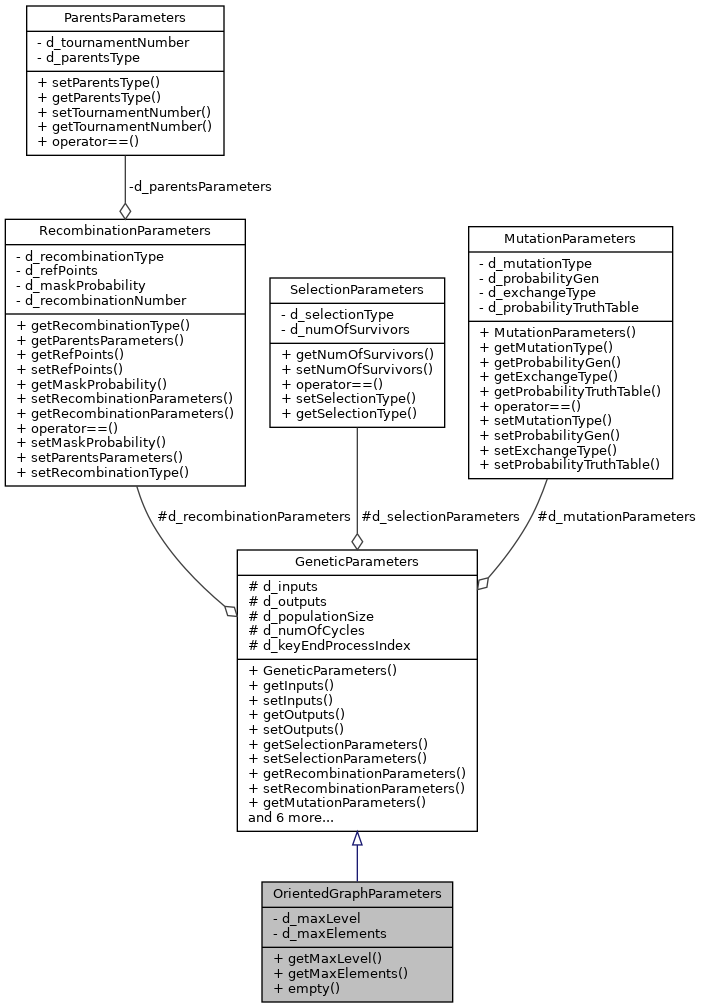 ParentsParameters
- d_tournamentNumber
- d_parentsType
+ setParentsType()
+ getParentsType()
+ setTournamentNumber()
+ getTournamentNumber()
+ operator==()
-d_parentsParameters
RecombinationParameters
- d_recombinationType
- d_refPoints
- d_maskProbability
- d_recombinationNumber
+ getRecombinationType()
+ getParentsParameters()
+ getRefPoints()
+ setRefPoints()
+ getMaskProbability()
+ setRecombinationParameters()
+ getRecombinationParameters()
+ operator==()
+ setMaskProbability()
+ setParentsParameters()
+ setRecombinationType()
SelectionParameters
- d_selectionType
- d_numOfSurvivors
+ getNumOfSurvivors()
+ setNumOfSurvivors()
+ operator==()
+ setSelectionType()
+ getSelectionType()
MutationParameters
- d_mutationType
- d_probabilityGen
- d_exchangeType
- d_probabilityTruthTable
+ MutationParameters()
+ getMutationType()
+ getProbabilityGen()
+ getExchangeType()
+ getProbabilityTruthTable()
+ operator==()
+ setMutationType()
+ setProbabilityGen()
+ setExchangeType()
+ setProbabilityTruthTable()
#d_recombinationParameters
#d_selectionParameters
#d_mutationParameters
GeneticParameters
# d_inputs
# d_outputs
# d_populationSize
# d_numOfCycles
# d_keyEndProcessIndex
+ GeneticParameters()
+ getInputs()
+ setInputs()
+ getOutputs()
+ setOutputs()
+ getSelectionParameters()
+ setSelectionParameters()
+ getRecombinationParameters()
+ setRecombinationParameters()
+ getMutationParameters()
and 6 more...
OrientedGraphParameters
- d_maxLevel
- d_maxElements
+ getMaxLevel()
+ getMaxElements()
+ empty()